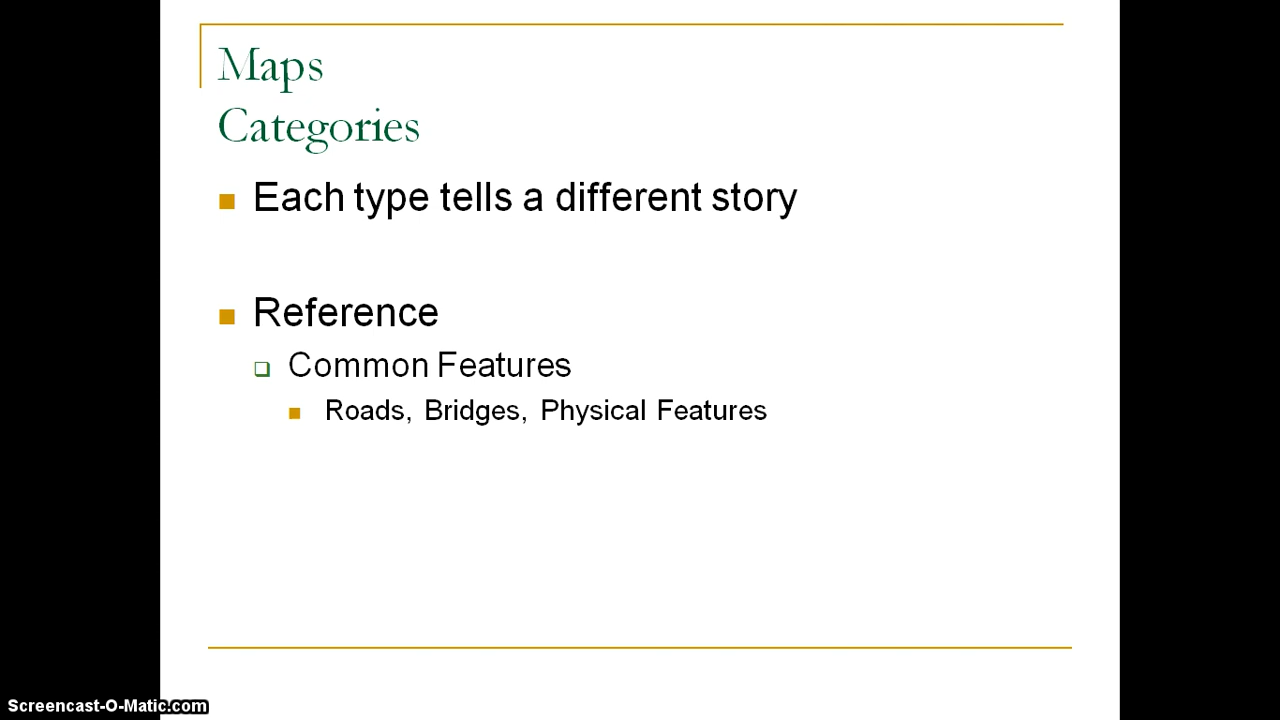 Maps
Categories
Each type tells a different story
Reference
Common Features
Roads, Bridges, Physical Features
Screencast-O-Matic.com